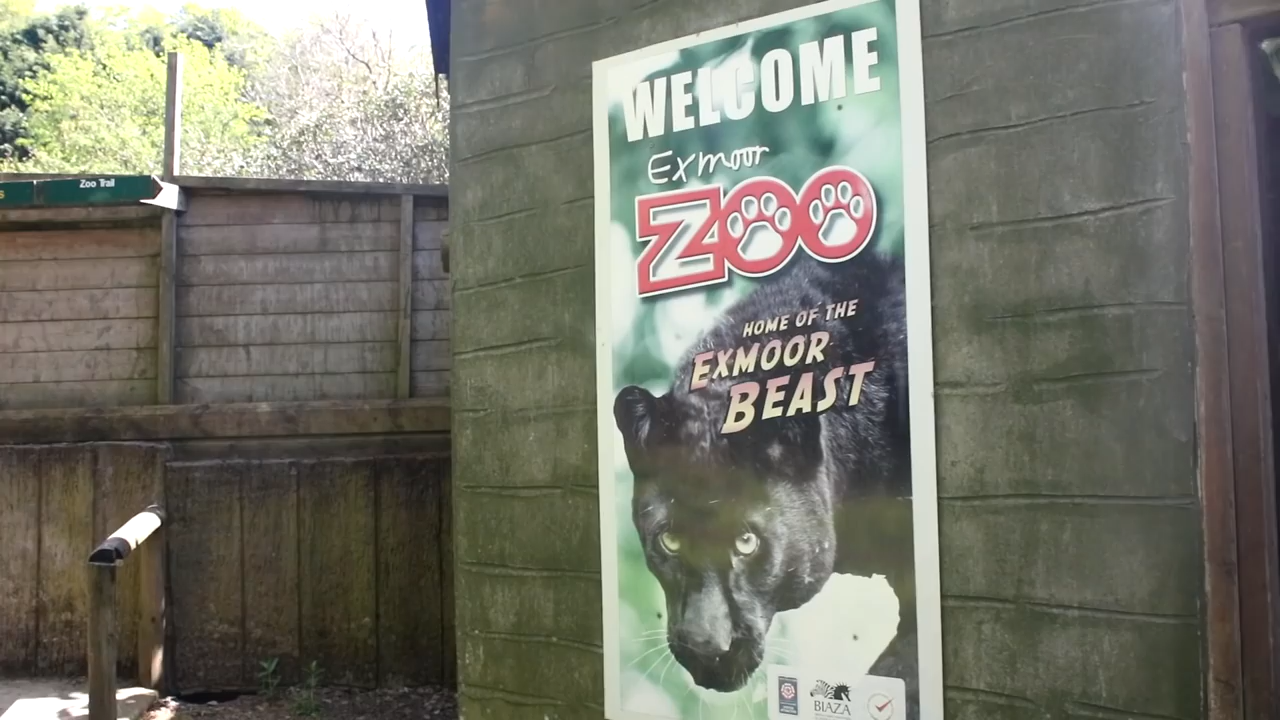 Zoo Trail
WELCOME
Exmoor
ZOO
HOME OF THE
EXMOOR
BEAST
BIAZA